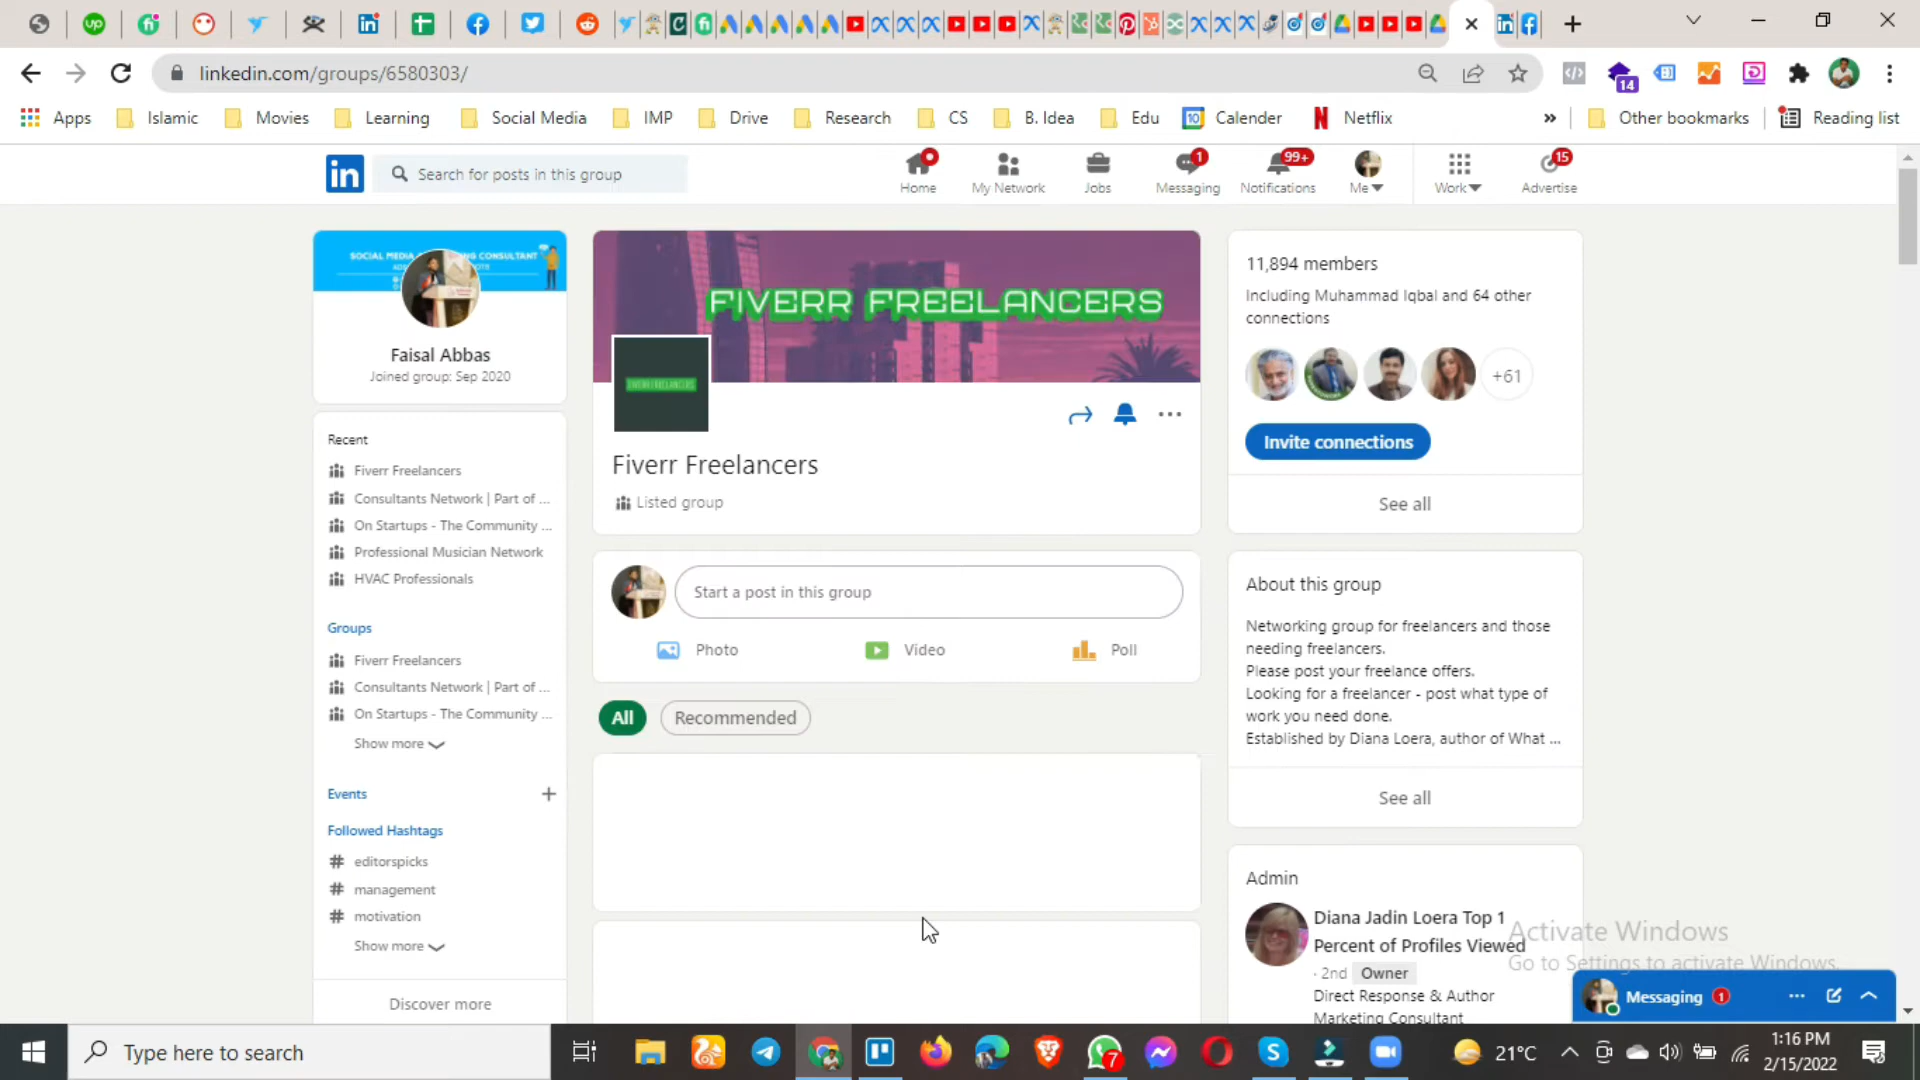 linkedin.com/groups/6580303/
14
Apps
Islamic
Movies
Learning
Social Media
IMP
Drive
Research
CS
B. Idea
Edu
10
Calender
Netflix
»
Other bookmarks
Reading list
in
Search for posts in this group
Home
My Network
1
Messaging
Jobs
99+
Notifications
Me
Work
15
Advertise
Faisal Abbas
Joined group: Sep 2020
Recent
Fiverr Freelancers
Consultants Network | Part of ...
On Startups - The Community ...
Professional Musician Network
HVAC Professionals
Groups
Fiverr Freelancers
Consultants Network | Part of ...
On Startups - The Community ...
Show more
Events
Followed Hashtags
# editorspicks
# management
# motivation
Show more
Discover more
FIVERR FREELANCERS
FIVERR FREELANCERS
Fiverr Freelancers
Listed group
Start a post in this group
Photo
Video
Poll
All
Recommended
11,894 members
Including Muhammad Iqbal and 64 other
connections
+61
Invite connections
See all
About this group
Networking group for freelancers and those
needing freelancers.
Please post your freelance offers.
Looking for a freelancer - post what type of
work you need done.
Established by Diana Loera, author of What ...
See all
Admin
Diana Jadin Loera Top 1
Percent of Profiles Viewed
· 2nd Owner
Direct Response & Author
Marketing Consultant
Activate Windows
Go to Settings to activate Windows.
Messaging 1
Type here to search
7
21°C
1:16 PM
2/15/2022